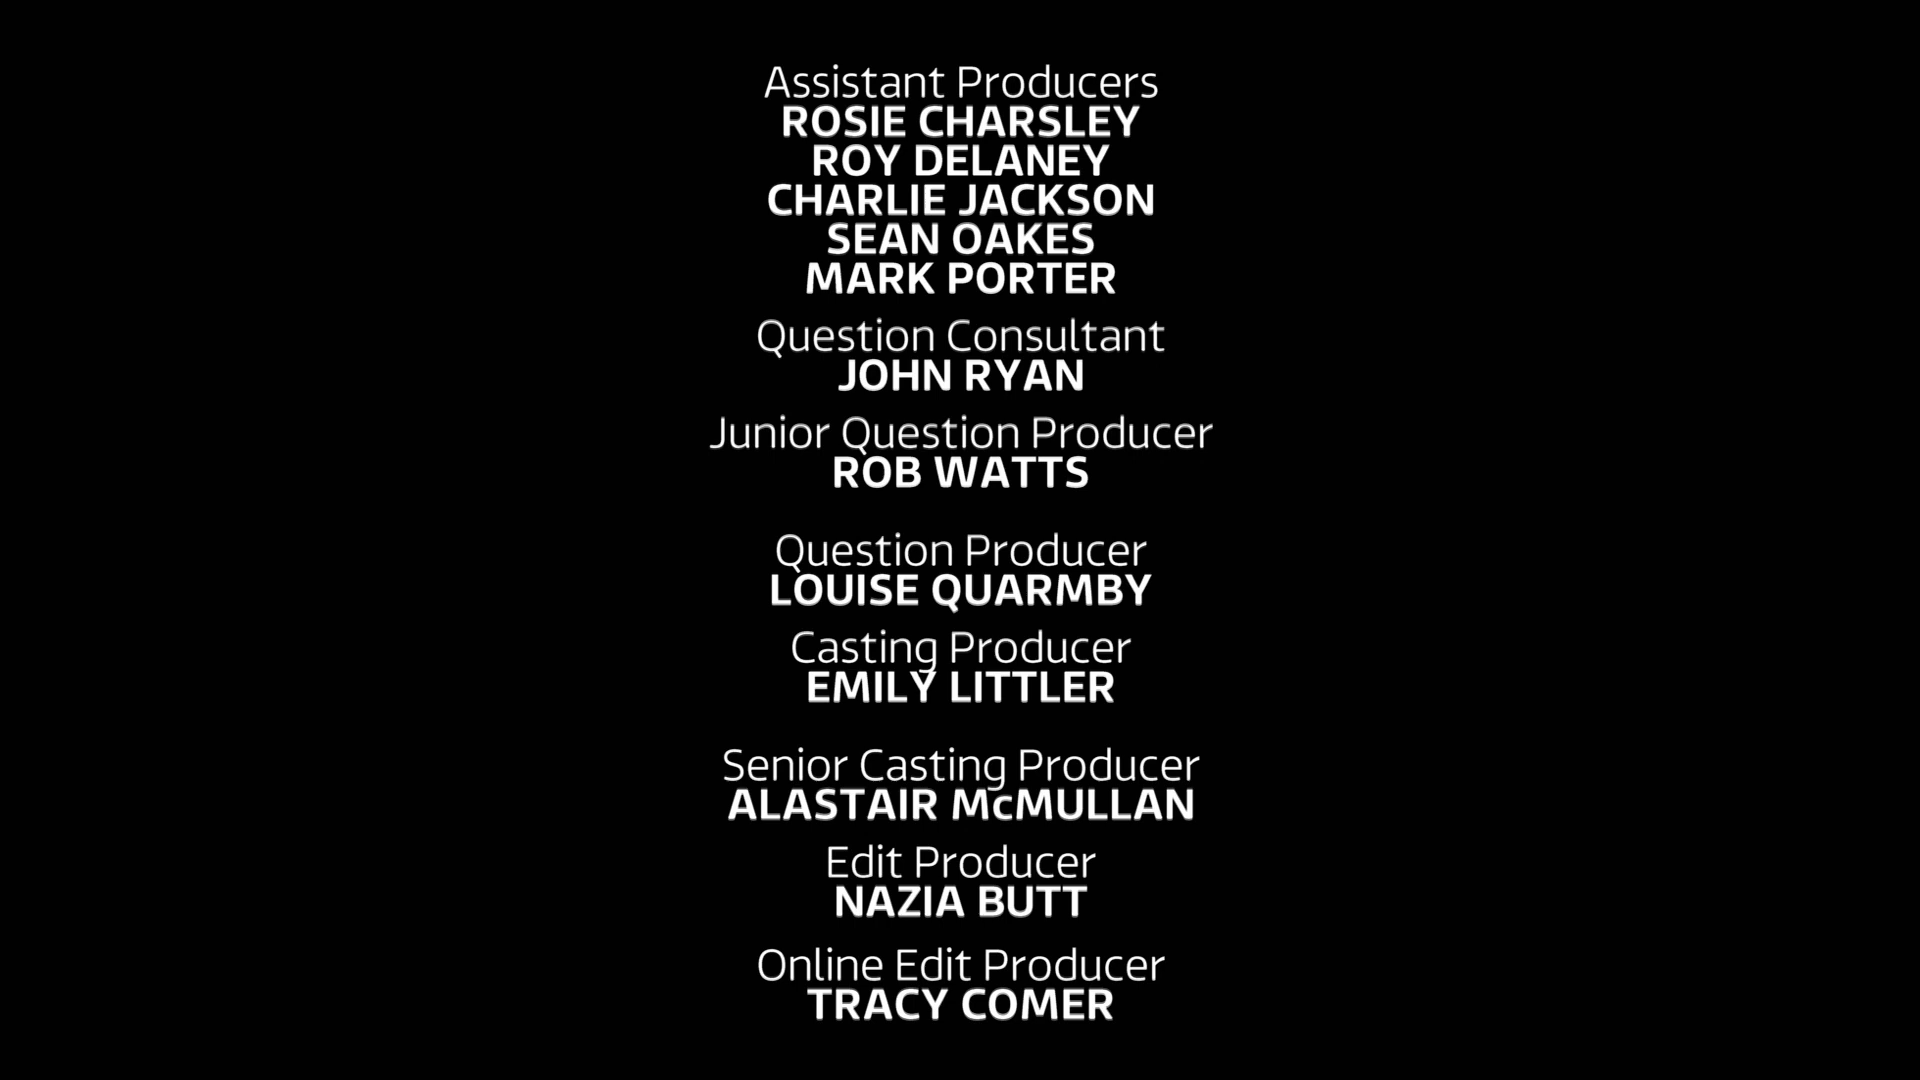 Assistant Producers
ROSIE CHARSLEY
ROY DELANEY
CHARLIE JACKSON
SEAN OAKES
MARK PORTER
Question Consultant
JOHN RYAN
Junior Question Producer
ROB WATTS
Question Producer
LOUISE QUARMBY
Casting Producer
EMILY LITTLER
Senior Casting Producer
ALASTAIR McMULLAN
Edit Producer
NAZIA BUTT
Online Edit Producer
TRACY COMER